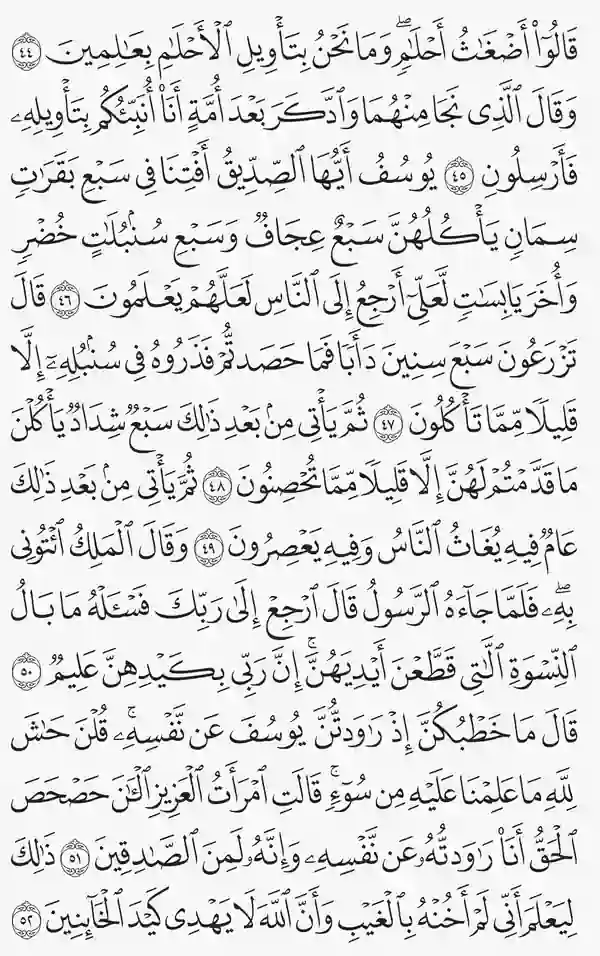 قَالُوٓا۟ أَضْغَـٰثُ أَحْلَـٰمٍۢ ۖ وَمَا نَحْنُ بِتَأْوِيلِ ٱلْأَحْلَـٰمِ بِعَـٰلِمِينَ ٤٤
وَقَالَ ٱلَّذِى نَجَا مِنْهُمَا وَٱدَّكَرَ بَعْدَ أُمَّةٍ أَنَا۠ أُنَبِّئُكُم بِتَأْوِيلِهِۦ
فَأَرْسِلُونِ ٤٥ يُوسُفُ أَيُّهَا ٱلصِّدِّيقُ أَفْتِنَا فِى سَبْعِ بَقَرَٰتٍۢ
سِمَانٍۢ يَأْكُلُهُنَّ سَبْعٌ عِجَافٌۭ وَسَبْعِ سُنۢبُلَـٰتٍ خُضْرٍۢ
وَأُخَرَ يَابِسَـٰتٍۢ لَّعَلِّىٓ أَرْجِعُ إِلَى ٱلنَّاسِ لَعَلَّهُمْ يَعْلَمُونَ ٤٦ قَالَ
تَزْرَعُونَ سَبْعَ سِنِينَ دَأَبًۭا فَمَا حَصَدتُّمْ فَذَرُوهُ فِى سُنۢبُلِهِۦٓ إِلَّا
قَلِيلًۭا مِّمَّا تَأْكُلُونَ ٤٧ ثُمَّ يَأْتِى مِنۢ بَعْدِ ذَٰلِكَ سَبْعٌۭ شِدَادٌۭ يَأْكُلْنَ
مَا قَدَّمْتُمْ لَهُنَّ إِلَّا قَلِيلًۭا مِّمَّا تُحْصِنُونَ ٤٨ ثُمَّ يَأْتِى مِنۢ بَعْدِ ذَٰلِكَ
عَامٌۭ فِيهِ يُغَاثُ ٱلنَّاسُ وَفِيهِ يَعْصِرُونَ ٤٩ وَقَالَ ٱلْمَلِكُ ٱئْتُونِى
بِهِۦ ۖ فَلَمَّا جَآءَهُ ٱلرَّسُولُ قَالَ ٱرْجِعْ إِلَىٰ رَبِّكَ فَسْـَٔلْهُ مَا بَالُ
ٱلنِّسْوَةِ ٱلَّـٰتِى قَطَّعْنَ أَيْدِيَهُنَّ ۚ إِنَّ رَبِّى بِكَيْدِهِنَّ عَلِيمٌۭ ٥٠
قَالَ مَا خَطْبُكُنَّ إِذْ رَٰوَدتُّنَّ يُوسُفَ عَن نَّفْسِهِۦ ۚ قُلْنَ حَـٰشَ
لِلَّهِ مَا عَلِمْنَا عَلَيْهِ مِن سُوٓءٍۢ ۚ قَالَتِ ٱمْرَأَتُ ٱلْعَزِيزِ ٱلْـَٔـٰنَ حَصْحَصَ
ٱلْحَقُّ أَنَا۠ رَٰوَدتُّهُۥ عَن نَّفْسِهِۦ وَإِنَّهُۥ لَمِنَ ٱلصَّـٰدِقِينَ ٥١ ذَٰلِكَ
لِيَعْلَمَ أَنِّى لَمْ أَخُنْهُ بِٱلْغَيْبِ وَأَنَّ ٱللَّهَ لَا يَهْدِى كَيْدَ ٱلْخَآئِنِينَ ٥٢